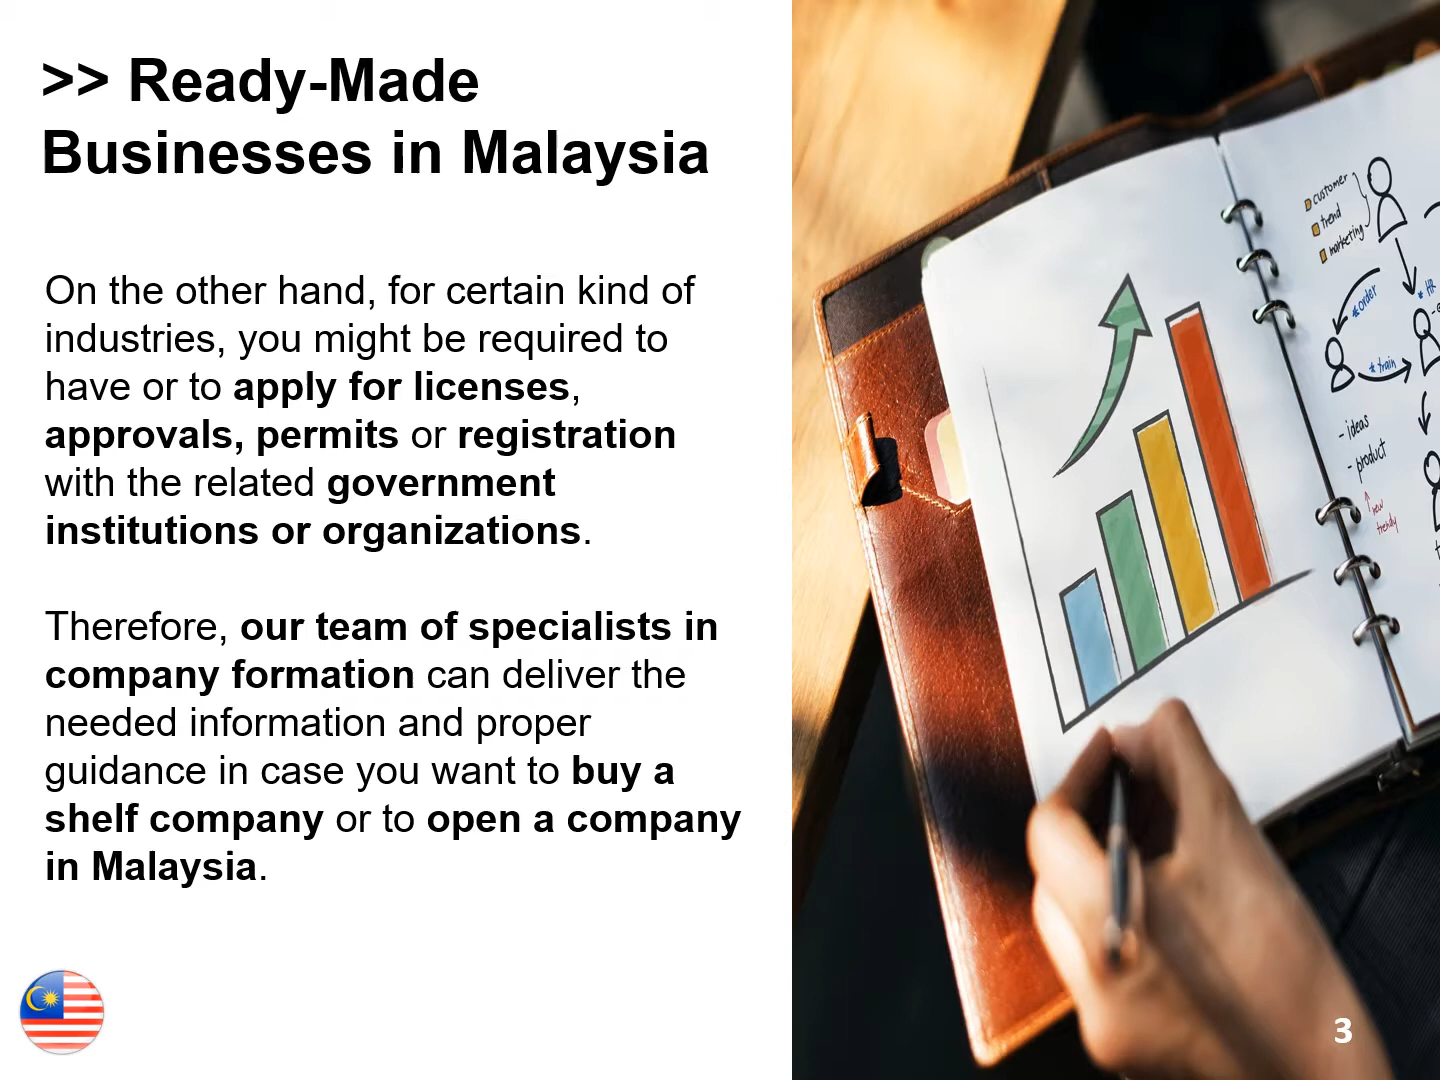 >> Ready-Made
Businesses in Malaysia
On the other hand, for certain kind of
industries, you might be required to
have or to apply for licenses,
approvals, permits or registration
with the related government
institutions or organizations.
Therefore, our team of specialists in
company formation can deliver the
needed information and proper
guidance in case you want to buy a
shelf company or to open a company
in Malaysia.
customer
trend
marketing
*order
* HR
* train
- ideas
- product
new
trendy
3